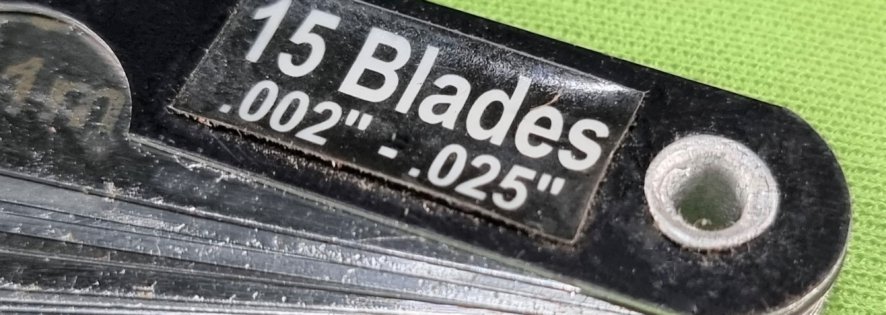 15 Blades
.002" - .025"